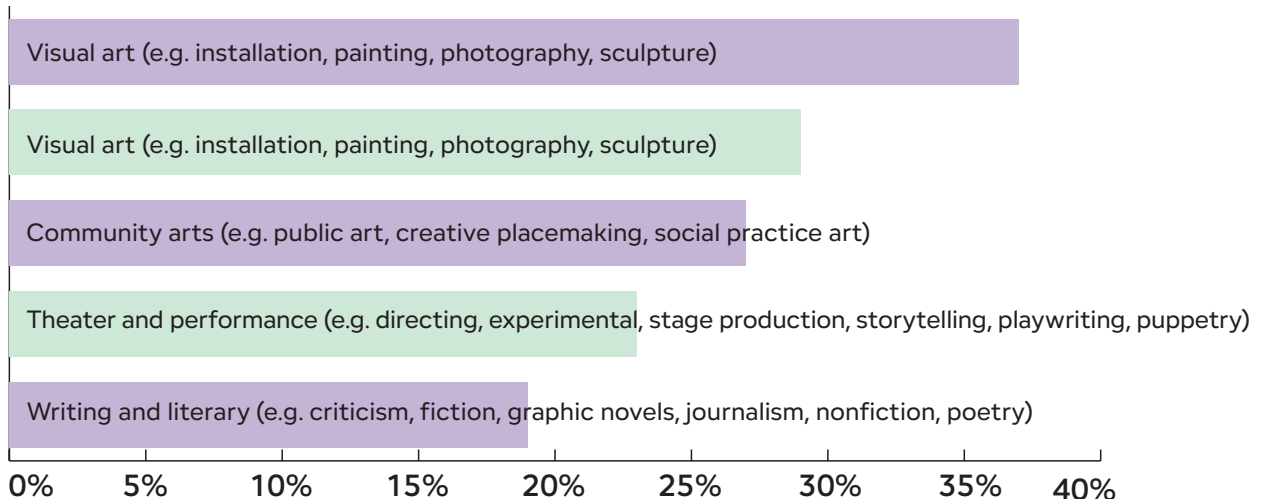 Visual art (e.g. installation, painting, photography, sculpture)
Visual art (e.g. installation, painting, photography, sculpture)
Community arts (e.g. public art, creative placemaking, social practice art)
Theater and performance (e.g. directing, experimental, stage production, storytelling, playwriting, puppetry)
Writing and literary (e.g. criticism, fiction, graphic novels, journalism, nonfiction, poetry)
0% 5% 10% 15% 20% 25% 30% 35% 40%